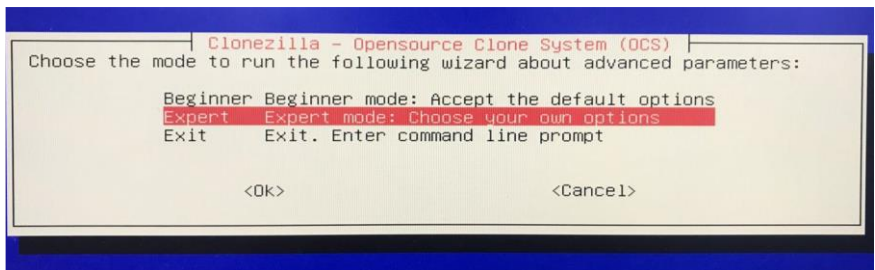 Clonezilla - Opensource Clone System (OCS)
Choose the mode to run the following wizard about advanced parameters:
Beginner Beginner mode: Accept the default options
Expert Expert mode: Choose your own options
Exit Exit. Enter command line prompt
<Ok> <Cancel>